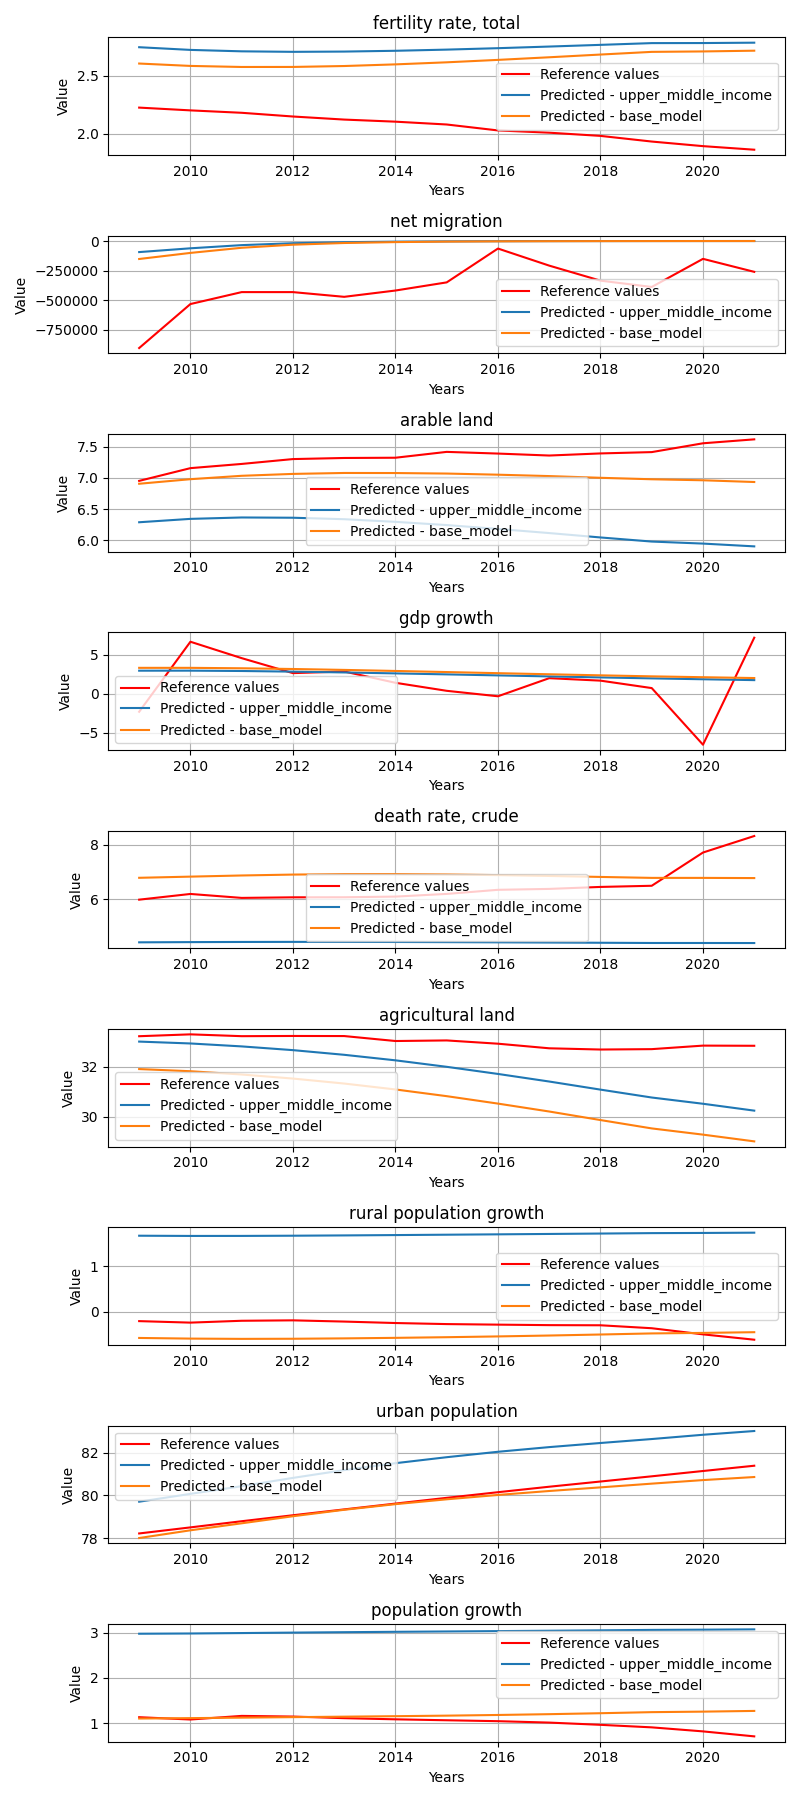 fertility rate, total
2.5
2.0
Value
Reference values
Predicted - upper_middle_income
Predicted - base_model
2010 2012 2014 2016 2018 2020
Years
net migration
0
−250000
−500000
−750000
Value
Reference values
Predicted - upper_middle_income
Predicted - base_model
2010 2012 2014 2016 2018 2020
Years
arable land
7.5
7.0
6.5
6.0
Value
Reference values
Predicted - upper_middle_income
Predicted - base_model
2010 2012 2014 2016 2018 2020
Years
gdp growth
5
0
−5
Value
Reference values
Predicted - upper_middle_income
Predicted - base_model
2010 2012 2014 2016 2018 2020
Years
death rate, crude
8
6
Value
Reference values
Predicted - upper_middle_income
Predicted - base_model
2010 2012 2014 2016 2018 2020
Years
agricultural land
32
30
Value
Reference values
Predicted - upper_middle_income
Predicted - base_model
2010 2012 2014 2016 2018 2020
Years
rural population growth
1
0
Value
Reference values
Predicted - upper_middle_income
Predicted - base_model
2010 2012 2014 2016 2018 2020
Years
urban population
82
80
78
Value
Reference values
Predicted - upper_middle_income
Predicted - base_model
2010 2012 2014 2016 2018 2020
Years
population growth
3
2
1
Value
Reference values
Predicted - upper_middle_income
Predicted - base_model
2010 2012 2014 2016 2018 2020
Years